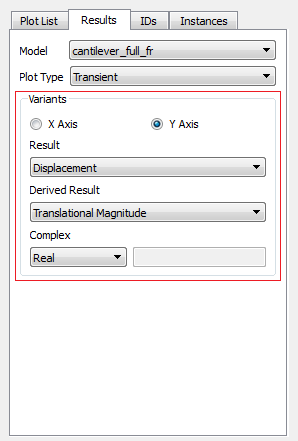 Plot List Results IDs Instances
Model cantilever_full_fr
Plot Type Transient
Variants
X Axis Y Axis
Result
Displacement
Derived Result
Translational Magnitude
Complex
Real